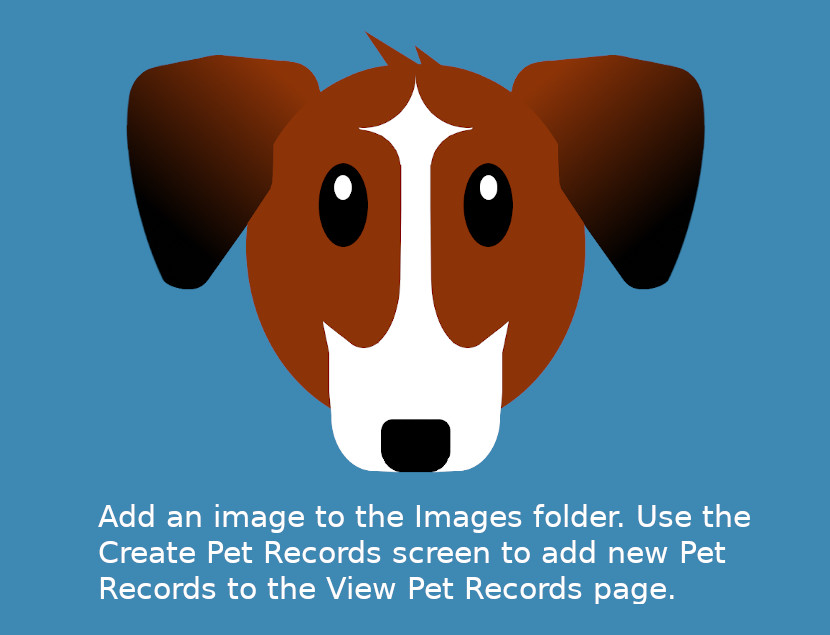 Add an image to the Images folder. Use the
Create Pet Records screen to add new Pet
Records to the View Pet Records page.